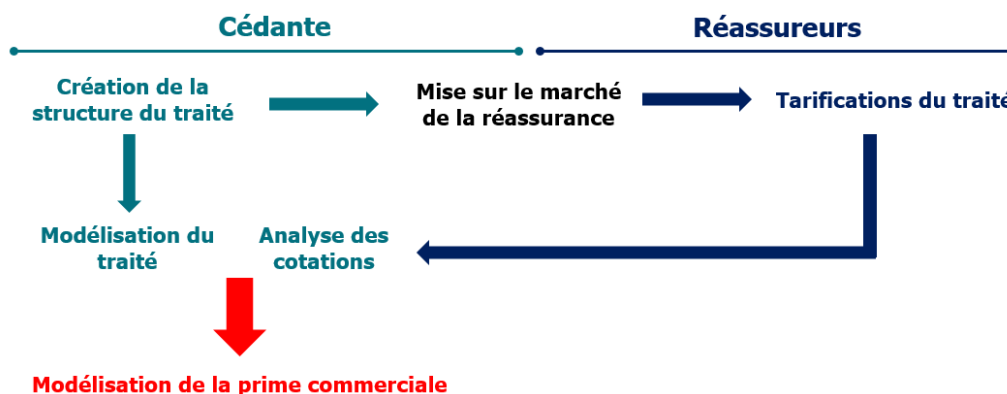 Cédante
Réassureurs
Création de la
structure du traité
Mise sur le marché
de la réassurance
Tarifications du traité
Modélisation du
traité
Analyse des
cotations
Modélisation de la prime commerciale